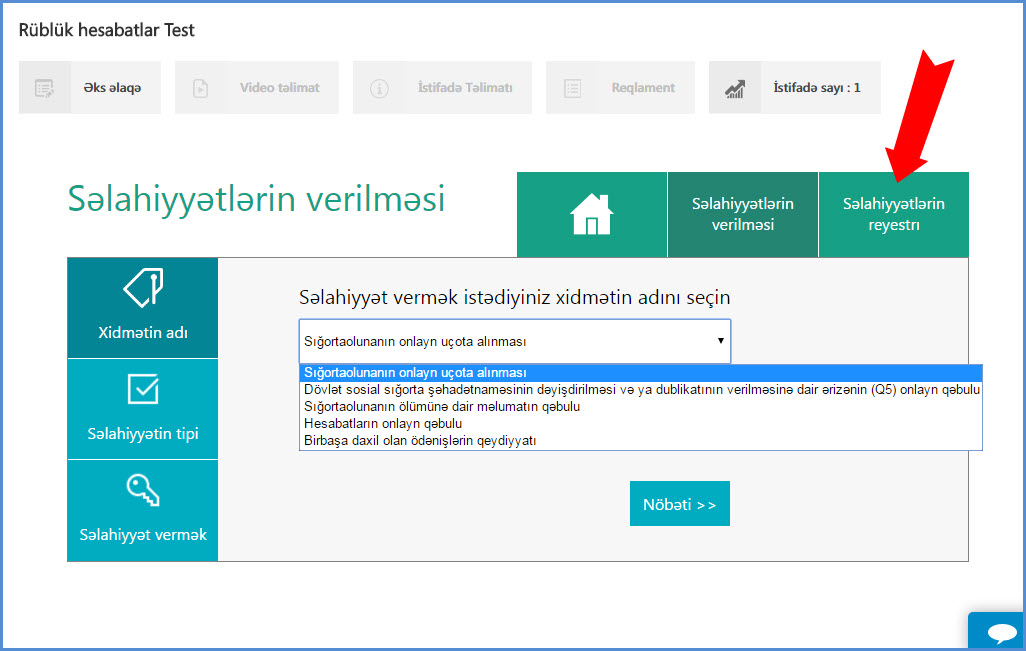 Rüblük hesabatlar Test
Əks əlaqə
Video təlimat
İstifadə Təlimatı
Reqlament
İstifadə sayı : 1
Səlahiyyətlərin verilməsi
Səlahiyyətlərin
verilməsi
Səlahiyyətlərin
reyestrı
Xidmətin adı
Səlahiyyətin tipi
Səlahiyyət vermək
Səlahiyyət vermək istədiyiniz xidmətin adını seçin
Sığortaolunanın onlayn uçota alınması
Sığortaolunanın onlayn uçota alınması
Dövlət sosial sığorta şəhadətnaməsinin dəyişdirilməsi və ya dublikatının verilməsinə dair ərizənin (Q5) onlayn qəbulu
Sığortaolunanın ölümünə dair məlumatın qəbulu
Hesabatların onlayn qəbulu
Birbaşa daxil olan ödənişlərin qeydiyyatı
Növbəti >>